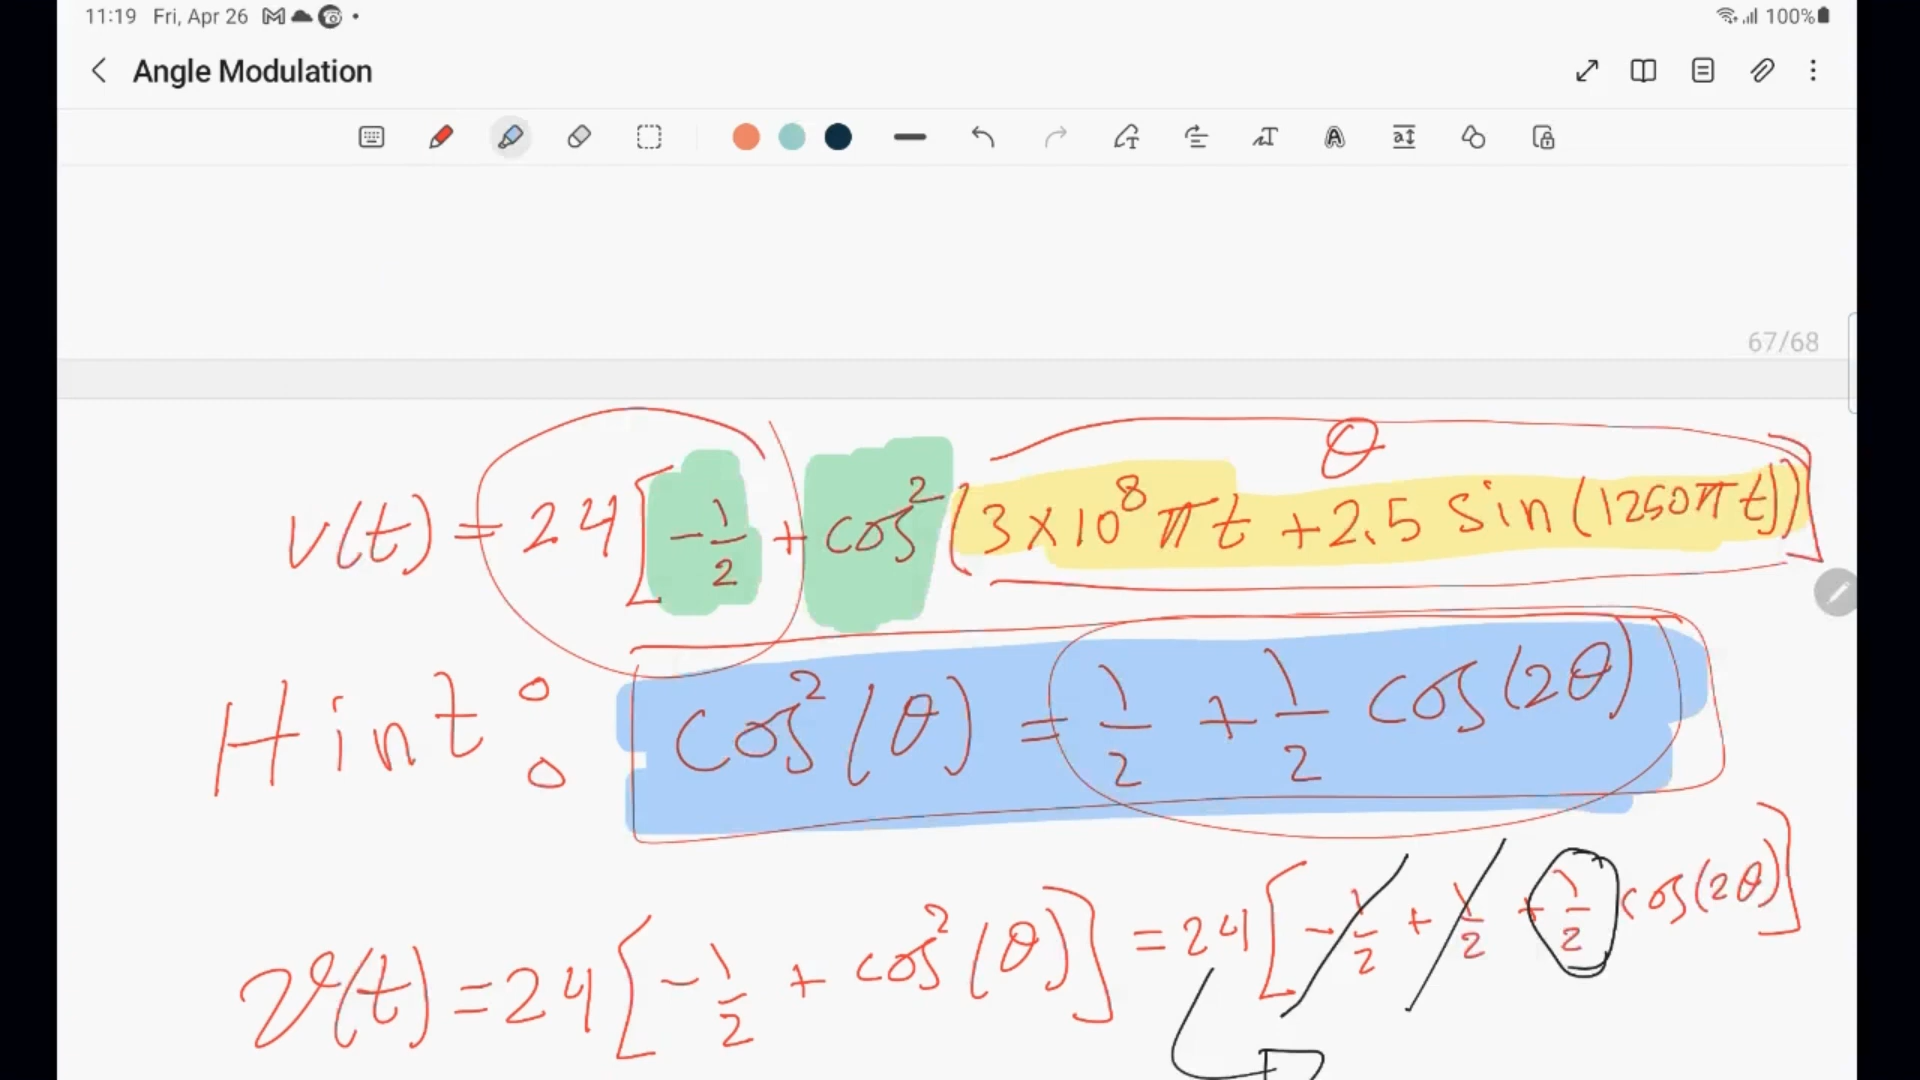 11:19 Fri, Apr 26 100%
Angle Modulation
67/68
θ
v(t) = 24[-1/2 + cos²(3×10⁸πt + 2.5 sin(1250πt))]
Hint: cos²(θ) = 1/2 + 1/2 cos(2θ)
v(t) = 24[-1/2 + cos²(θ)] = 24[-1/2 + 1/2 + 1/2 cos(2θ)]